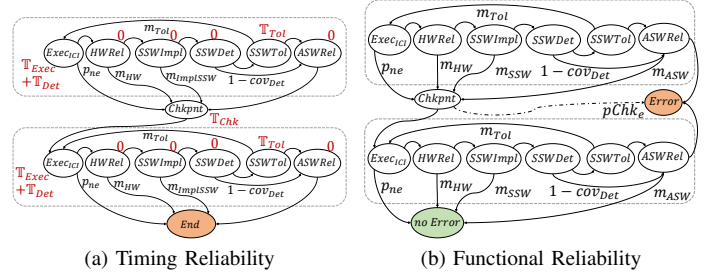 m_Tol
𝕋_Tol
0 0 0 0
Exec_ICI HWRel SSWImpl SSWDet SSWTol ASWRel
𝕋_Exec
+𝕋_Det
p_ne m_HW m_ImplSSW 1−cov_Det
Chkpnt
𝕋_Chk
m_Tol
𝕋_Tol
0 0 0 0
Exec_ICI HWRel SSWImpl SSWDet SSWTol ASWRel
𝕋_Exec
+𝕋_Det
p_ne m_HW m_ImplSSW 1−cov_Det
End
(a) Timing Reliability
m_Tol
Exec_ICI HWRel SSWImpl SSWDet SSWTol ASWRel
p_ne m_HW m_SSW 1−cov_Det m_ASW
Chkpnt
Error
pChk_e
m_Tol
Exec_ICI HWRel SSWImpl SSWDet SSWTol ASWRel
p_ne m_HW m_SSW 1−cov_Det m_ASW
no Error
(b) Functional Reliability